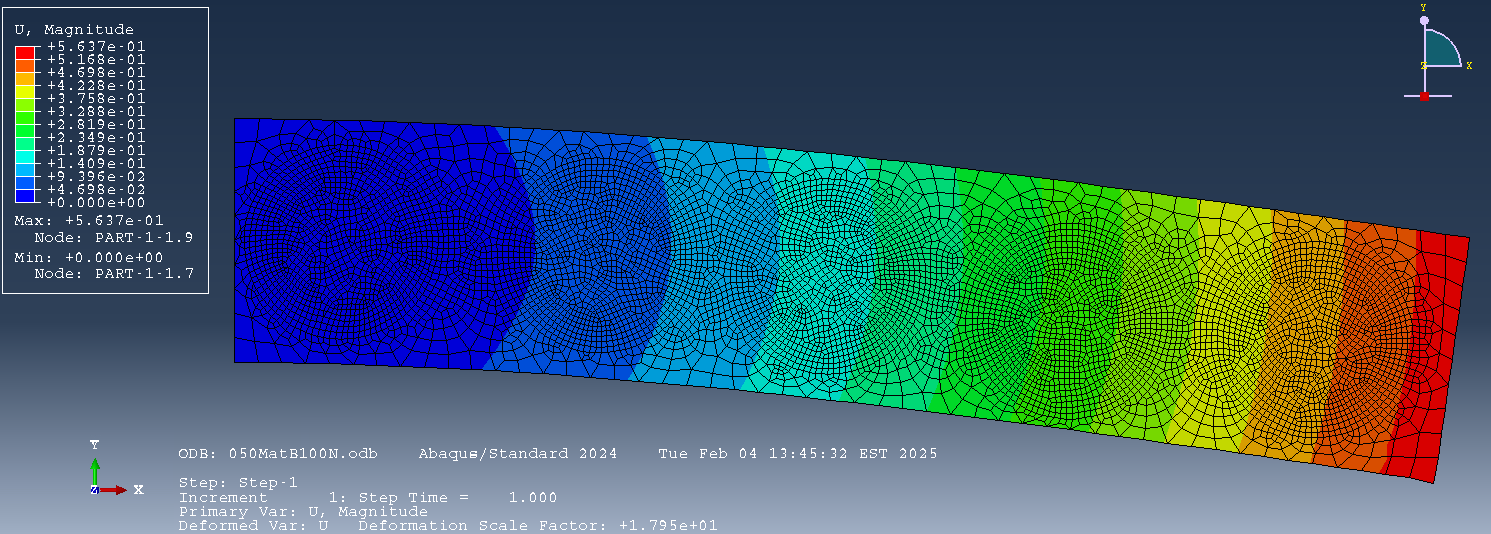 U, Magnitude
+5.637e-01
+5.168e-01
+4.698e-01
+4.228e-01
+3.758e-01
+3.288e-01
+2.819e-01
+2.349e-01
+1.879e-01
+1.409e-01
+9.396e-02
+4.698e-02
+0.000e+00
Max: +5.637e-01
Node: PART-1-1.9
Min: +0.000e+00
Node: PART-1-1.7
Y
Z X
Y
Z X
ODB: 050MatB100N.odb Abaqus/Standard 2024 Tue Feb 04 13:45:32 EST 2025
Step: Step-1
Increment 1: Step Time = 1.000
Primary Var: U, Magnitude
Deformed Var: U Deformation Scale Factor: +1.795e+01